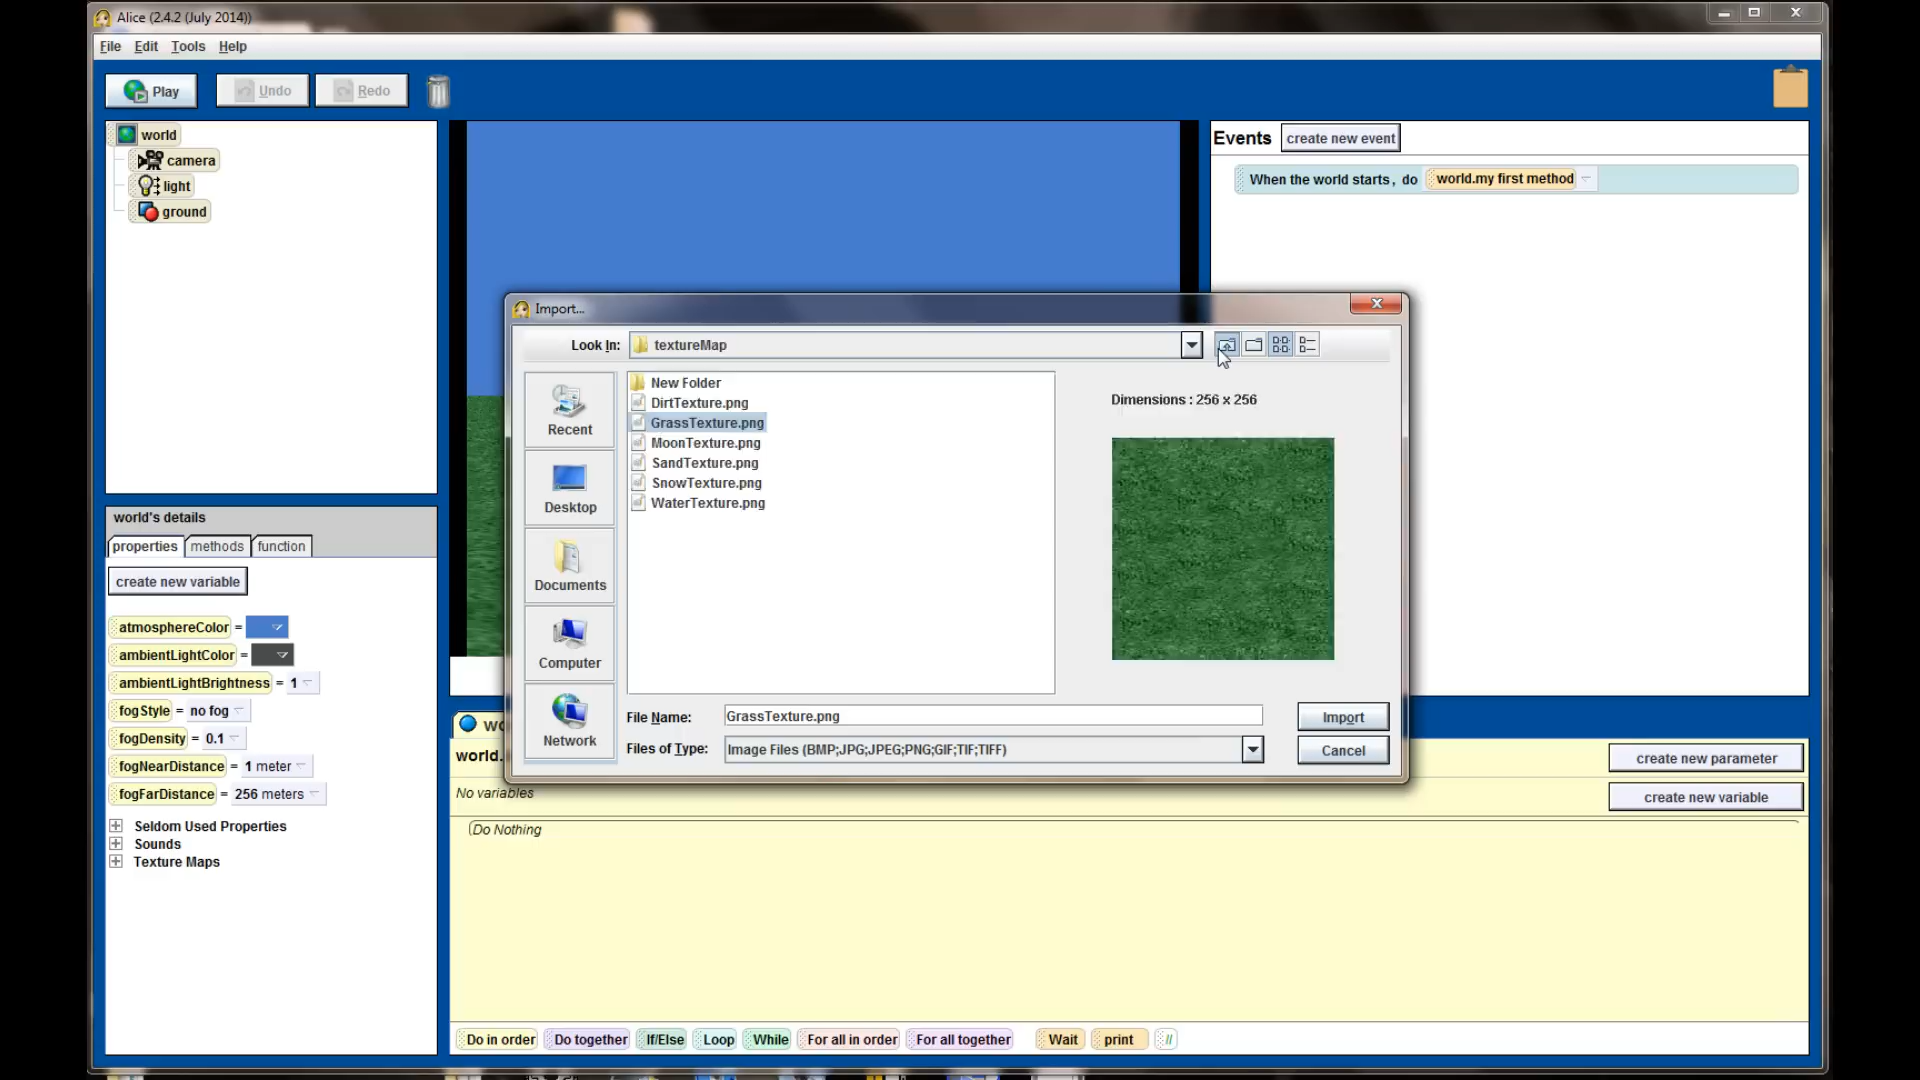 Alice (2.4.2 (July 2014))
File Edit Tools Help
Play Undo Redo
world
camera
light
ground
Events create new event
When the world starts, do world.my first method
Import...
Look In: textureMap
Recent
Desktop
Documents
Computer
Network
New Folder
DirtTexture.png
GrassTexture.png
MoonTexture.png
SandTexture.png
SnowTexture.png
WaterTexture.png
Dimensions : 256 x 256
File Name: GrassTexture.png Import
Files of Type: Image Files (BMP;JPG;JPEG;PNG;GIF;TIF;TIFF) Cancel
world's details
properties methods function
create new variable
atmosphereColor =
ambientLightColor =
ambientLightBrightness = 1
fogStyle = no fog
fogDensity = 0.1
fogNearDistance = 1 meter
fogFarDistance = 256 meters
Seldom Used Properties
Sounds
Texture Maps
world. create new parameter
No variables create new variable
Do Nothing
Do in order Do together If/Else Loop While For all in order For all together Wait print //